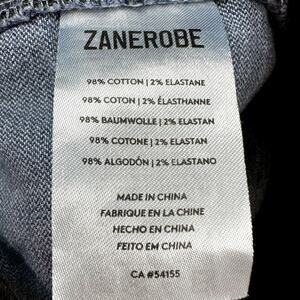 ZANEROBE
98% COTTON | 2% ELASTANE
98% COTON | 2% ÉLASTHANNE
98% BAUMWOLLE | 2% ELASTAN
98% COTONE | 2% ELASTAN
98% ALGODÓN | 2% ELASTANO
MADE IN CHINA
FABRIQUE EN LA CHINE
HECHO EN CHINA
FEITO EM CHINA
CA #54155